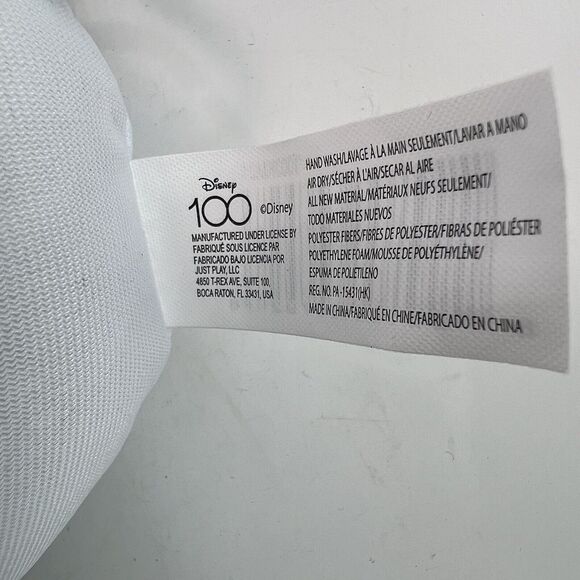 Disney
100 ©Disney
MANUFACTURED UNDER LICENSE BY
FABRIQUÉ SOUS LICENCE PAR
FABRICADO BAJO LICENCIA POR
JUST PLAY, LLC
4850 T-REX AVE, SUITE 100,
BOCA RATON, FL 33431, USA
HAND WASH/LAVAGE À LA MAIN SEULEMENT/LAVAR A MANO
AIR DRY/SÉCHER À L'AIR/SECAR AL AIRE
ALL NEW MATERIAL/MATÉRIAUX NEUFS SEULEMENT/
TODO MATERIALES NUEVOS
POLYESTER FIBERS/FIBRES DE POLYESTER/FIBRAS DE POLIÉSTER
POLYETHYLENE FOAM/MOUSSE DE POLYÉTHYLÈNE/
ESPUMA DE POLIETILENO
REG. NO. PA -15431(HK)
MADE IN CHINA/FABRIQUÉ EN CHINE/FABRICADO EN CHINA